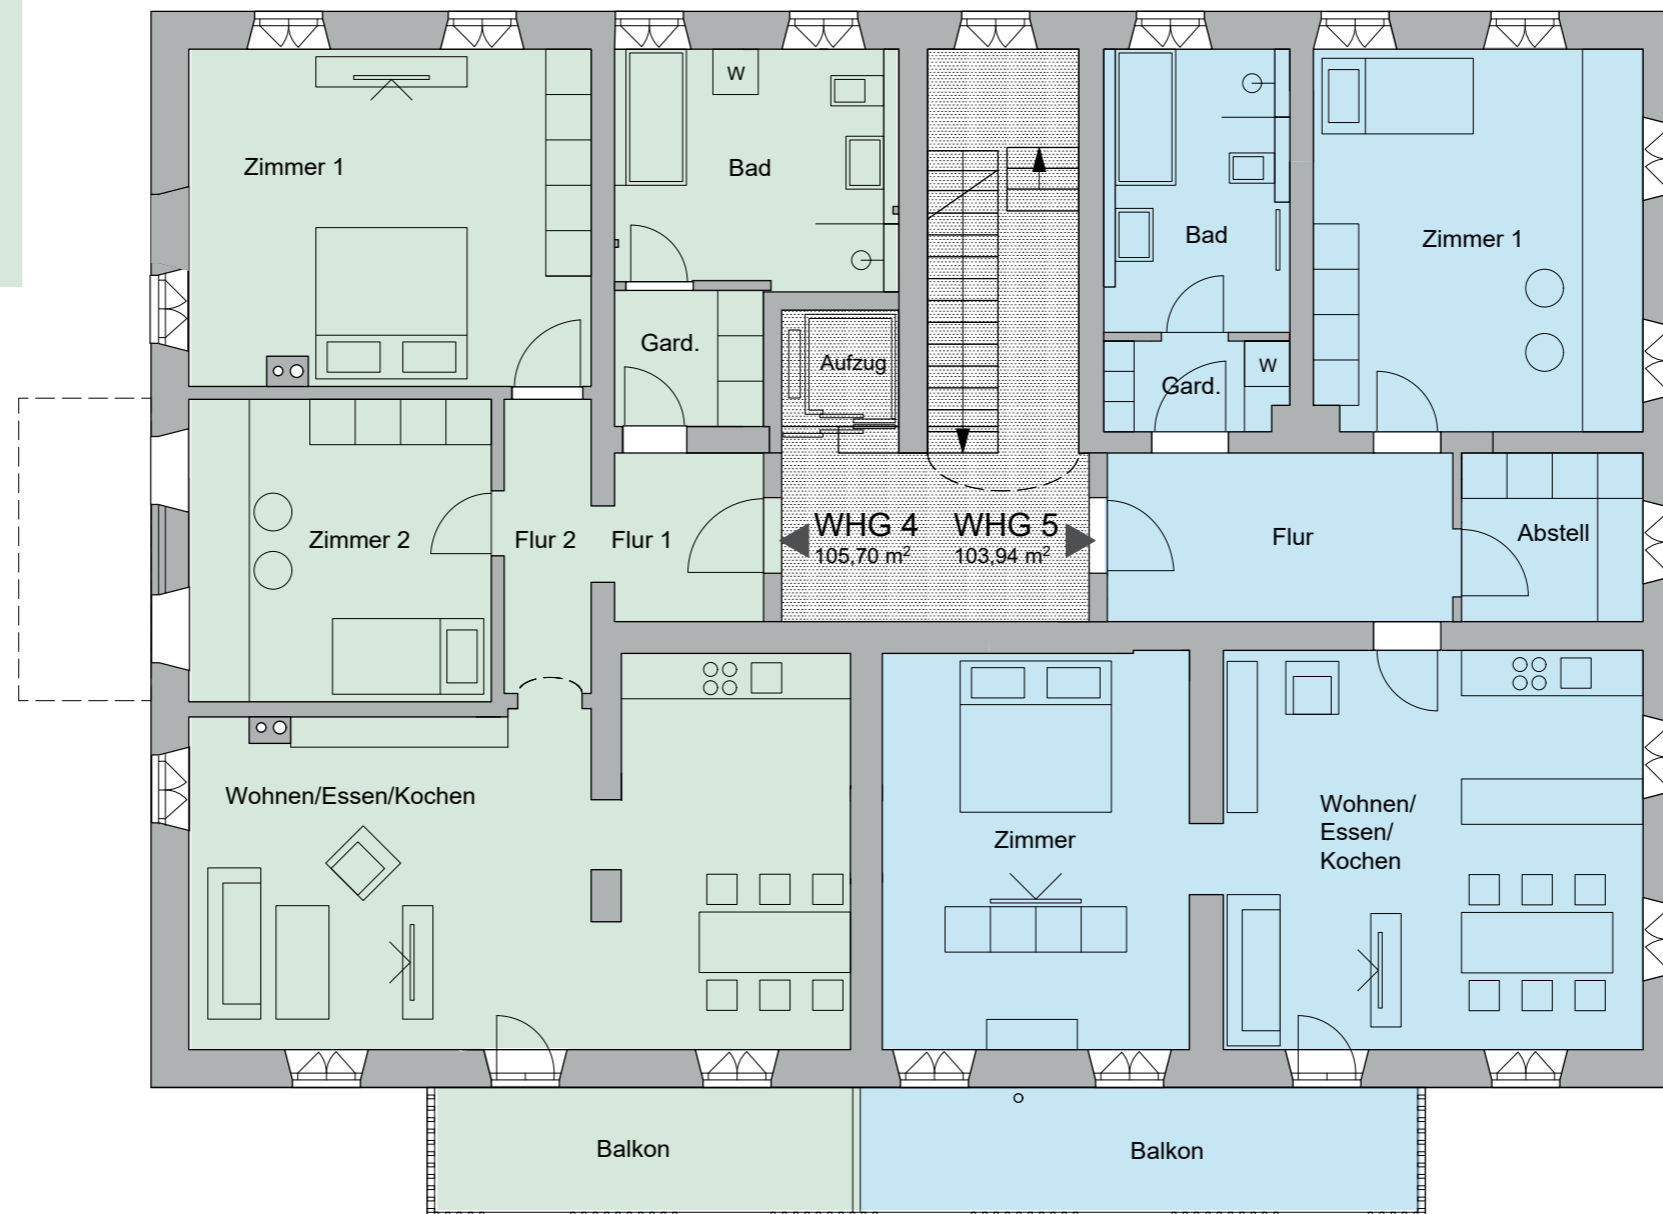 W
Zimmer 1
Bad
Bad
Zimmer 1
Gard.
Aufzug
W
Gard.
Zimmer 2
Flur 2
Flur 1
WHG 4
105,70 m²
WHG 5
103,94 m²
Flur
Abstell
Wohnen/Essen/Kochen
Zimmer
Wohnen/
Essen/
Kochen
Balkon
Balkon